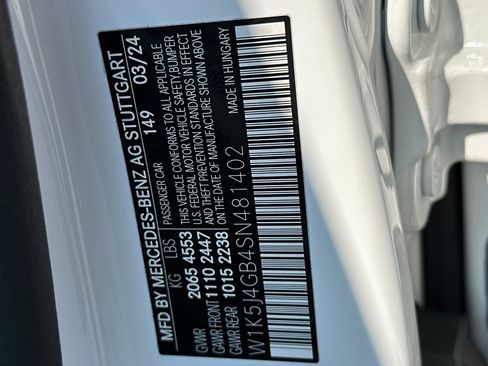 MFD BY MERCEDES-BENZ AG STUTTGART
PASSENGER CAR 149 03/24
KG LBS
GVWR 2065 4553
GAWR FRONT 1110 2447
GAWR REAR 1015 2238
THIS VEHICLE CONFORMS TO ALL APPLICABLE
U.S. FEDERAL MOTOR VEHICLE SAFETY, BUMPER
AND THEFT PREVENTION STANDARDS IN EFFECT
ON THE DATE OF MANUFACTURE SHOWN ABOVE
MADE IN HUNGARY
W1K5J4GB4SN481402